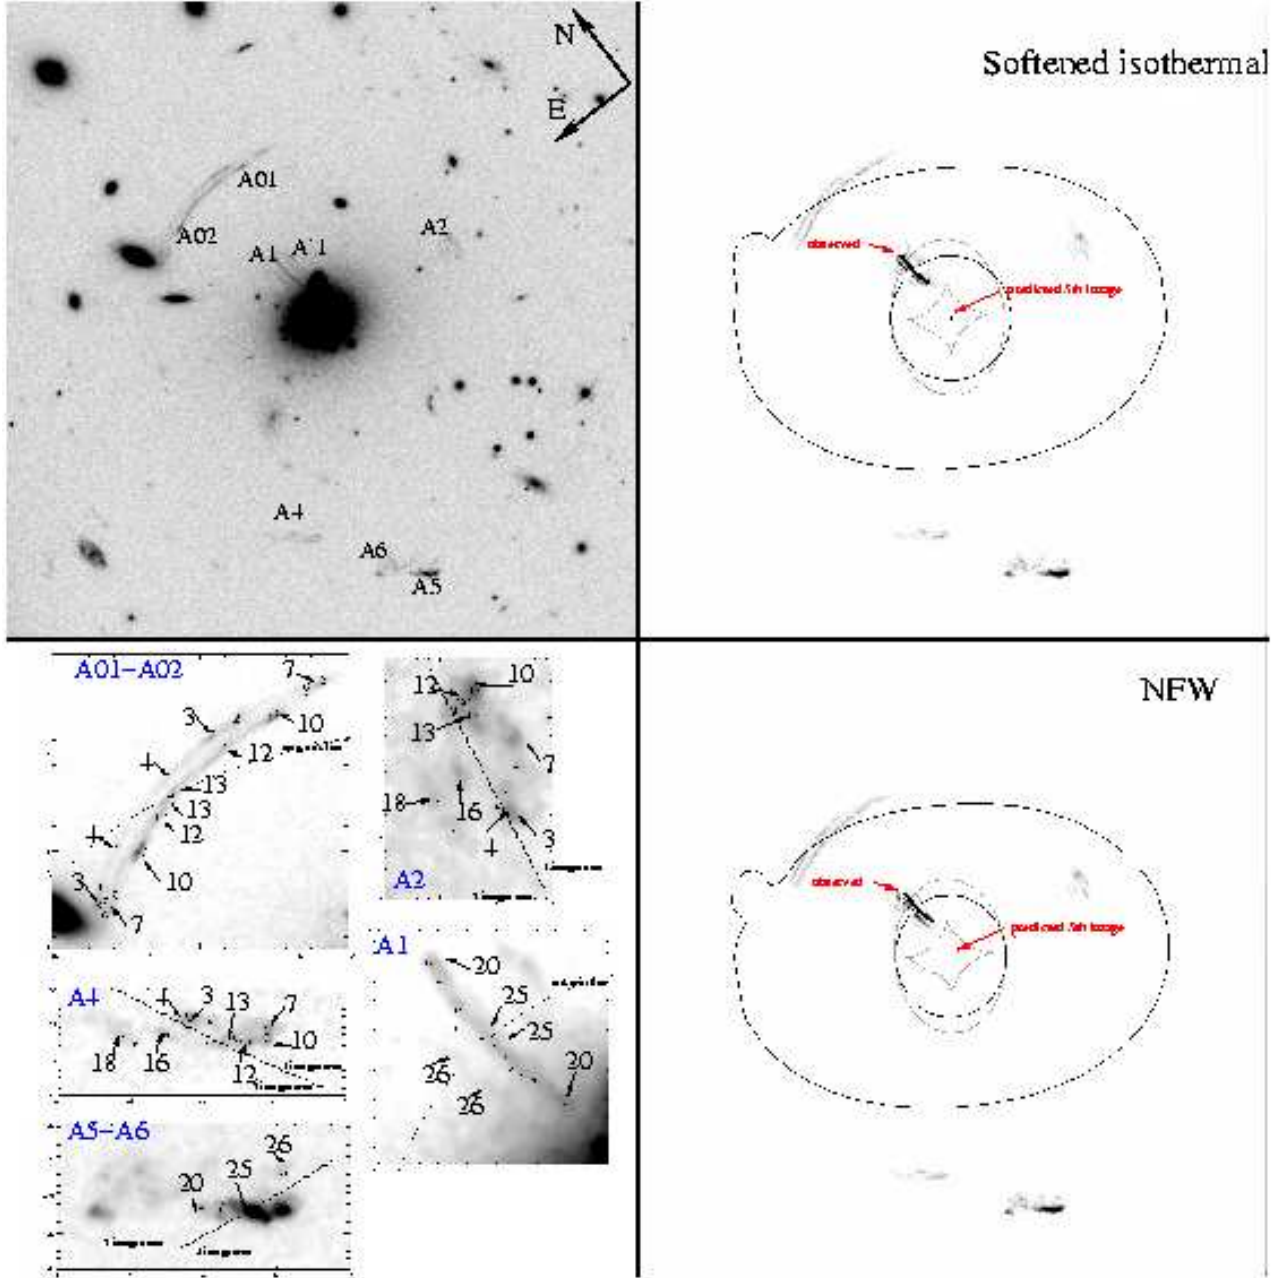 N
E
A01
A02
A1
A'1
A2
A4
A6
A5
Softened isothermal
observed
predicted 5th image
A01-A02
7
3
10
12
+
13
13
+
12
3
10
7
12
10
13
7
18
16
3
+
A2
A1
20
25
25
20
26
26
A4
+
3
13
7
18
16
10
12
A5-A6
26
25
20
NFW
observed
predicted 5th image